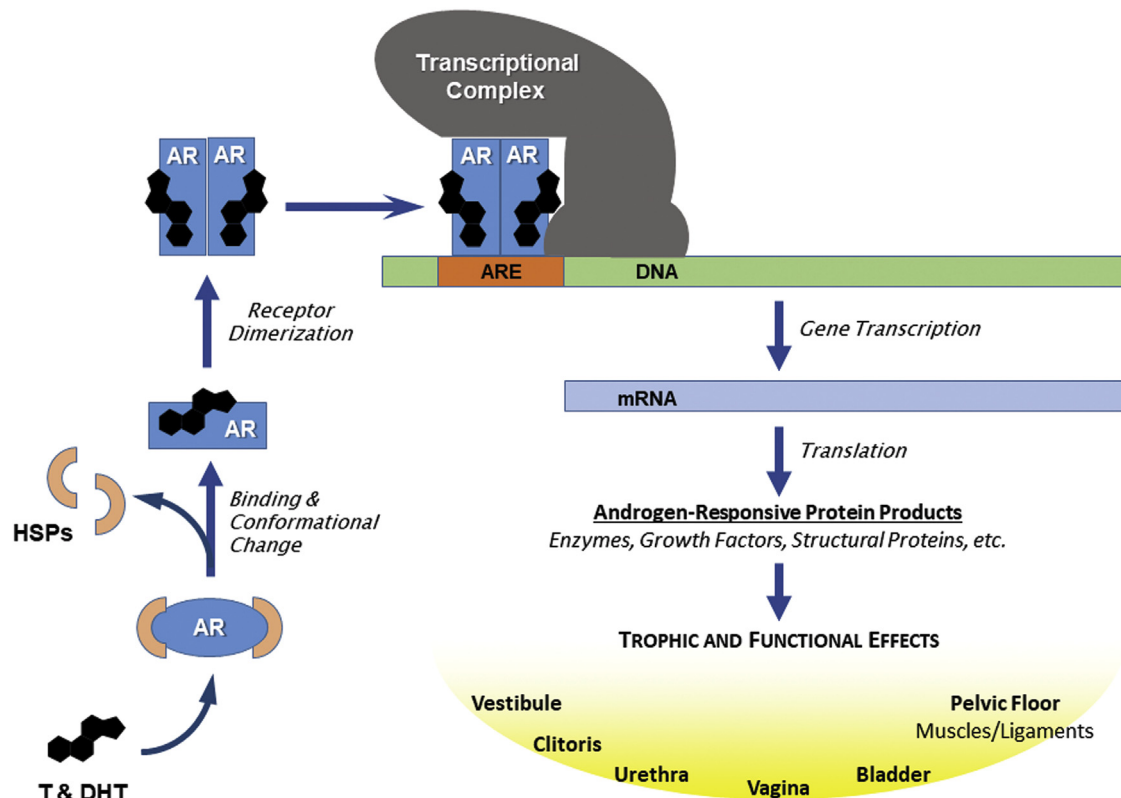 Transcriptional
Complex
AR
AR
AR
AR
ARE
DNA
Receptor
Dimerization
Gene Transcription
AR
mRNA
HSPs
Binding &
Conformational
Change
Translation
Androgen-Responsive Protein Products
Enzymes, Growth Factors, Structural Proteins, etc.
AR
TROPHIC AND FUNCTIONAL EFFECTS
Vestibule
Clitoris
Urethra
Vagina
Bladder
Pelvic Floor
Muscles/Ligaments
T & DHT